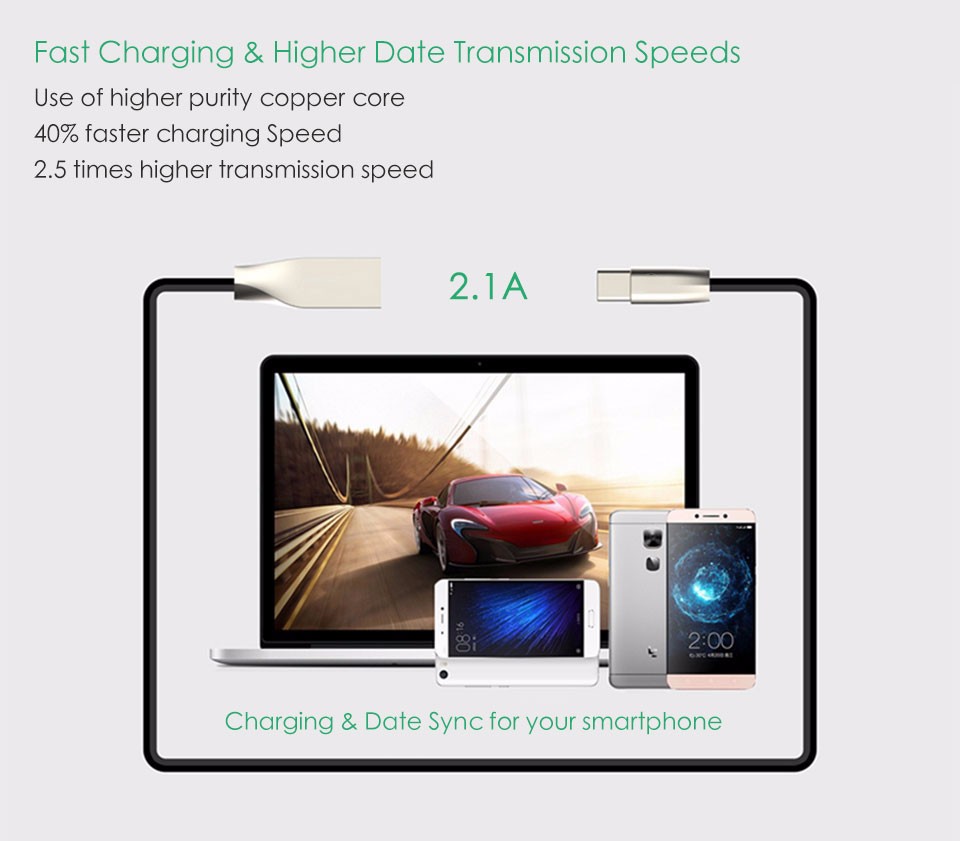 Fast Charging & Higher Date Transmission Speeds
Use of higher purity copper core
40% faster charging Speed
2.5 times higher transmission speed
2.1A
08:16
2:00
Charging & Date Sync for your smartphone